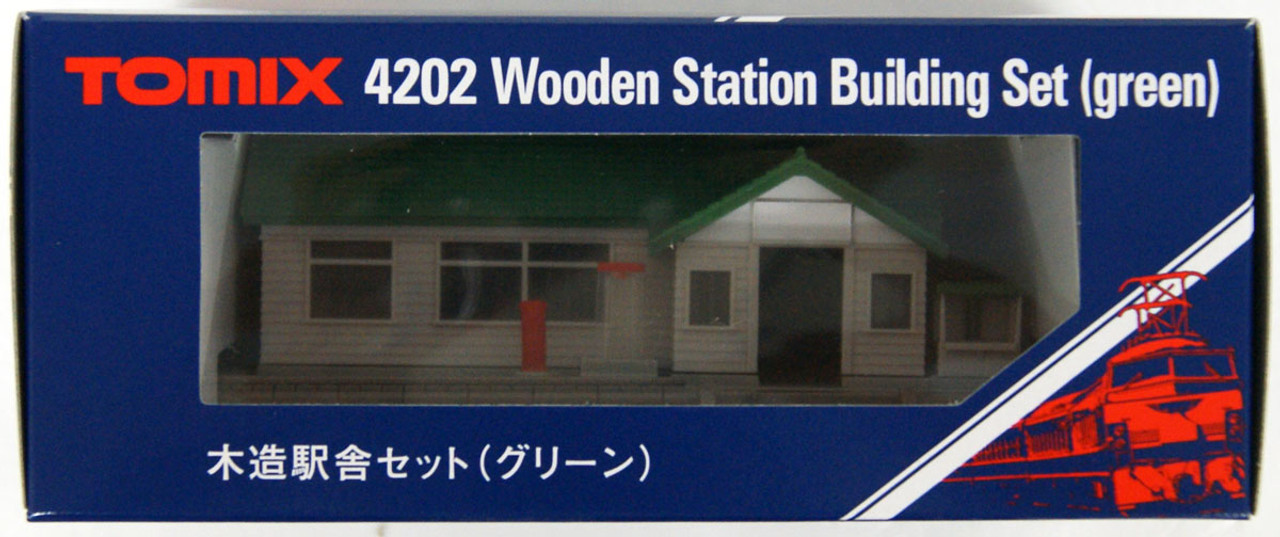 TOMIX 4202 Wooden Station Building Set (green)
木造駅舎セット(グリーン)